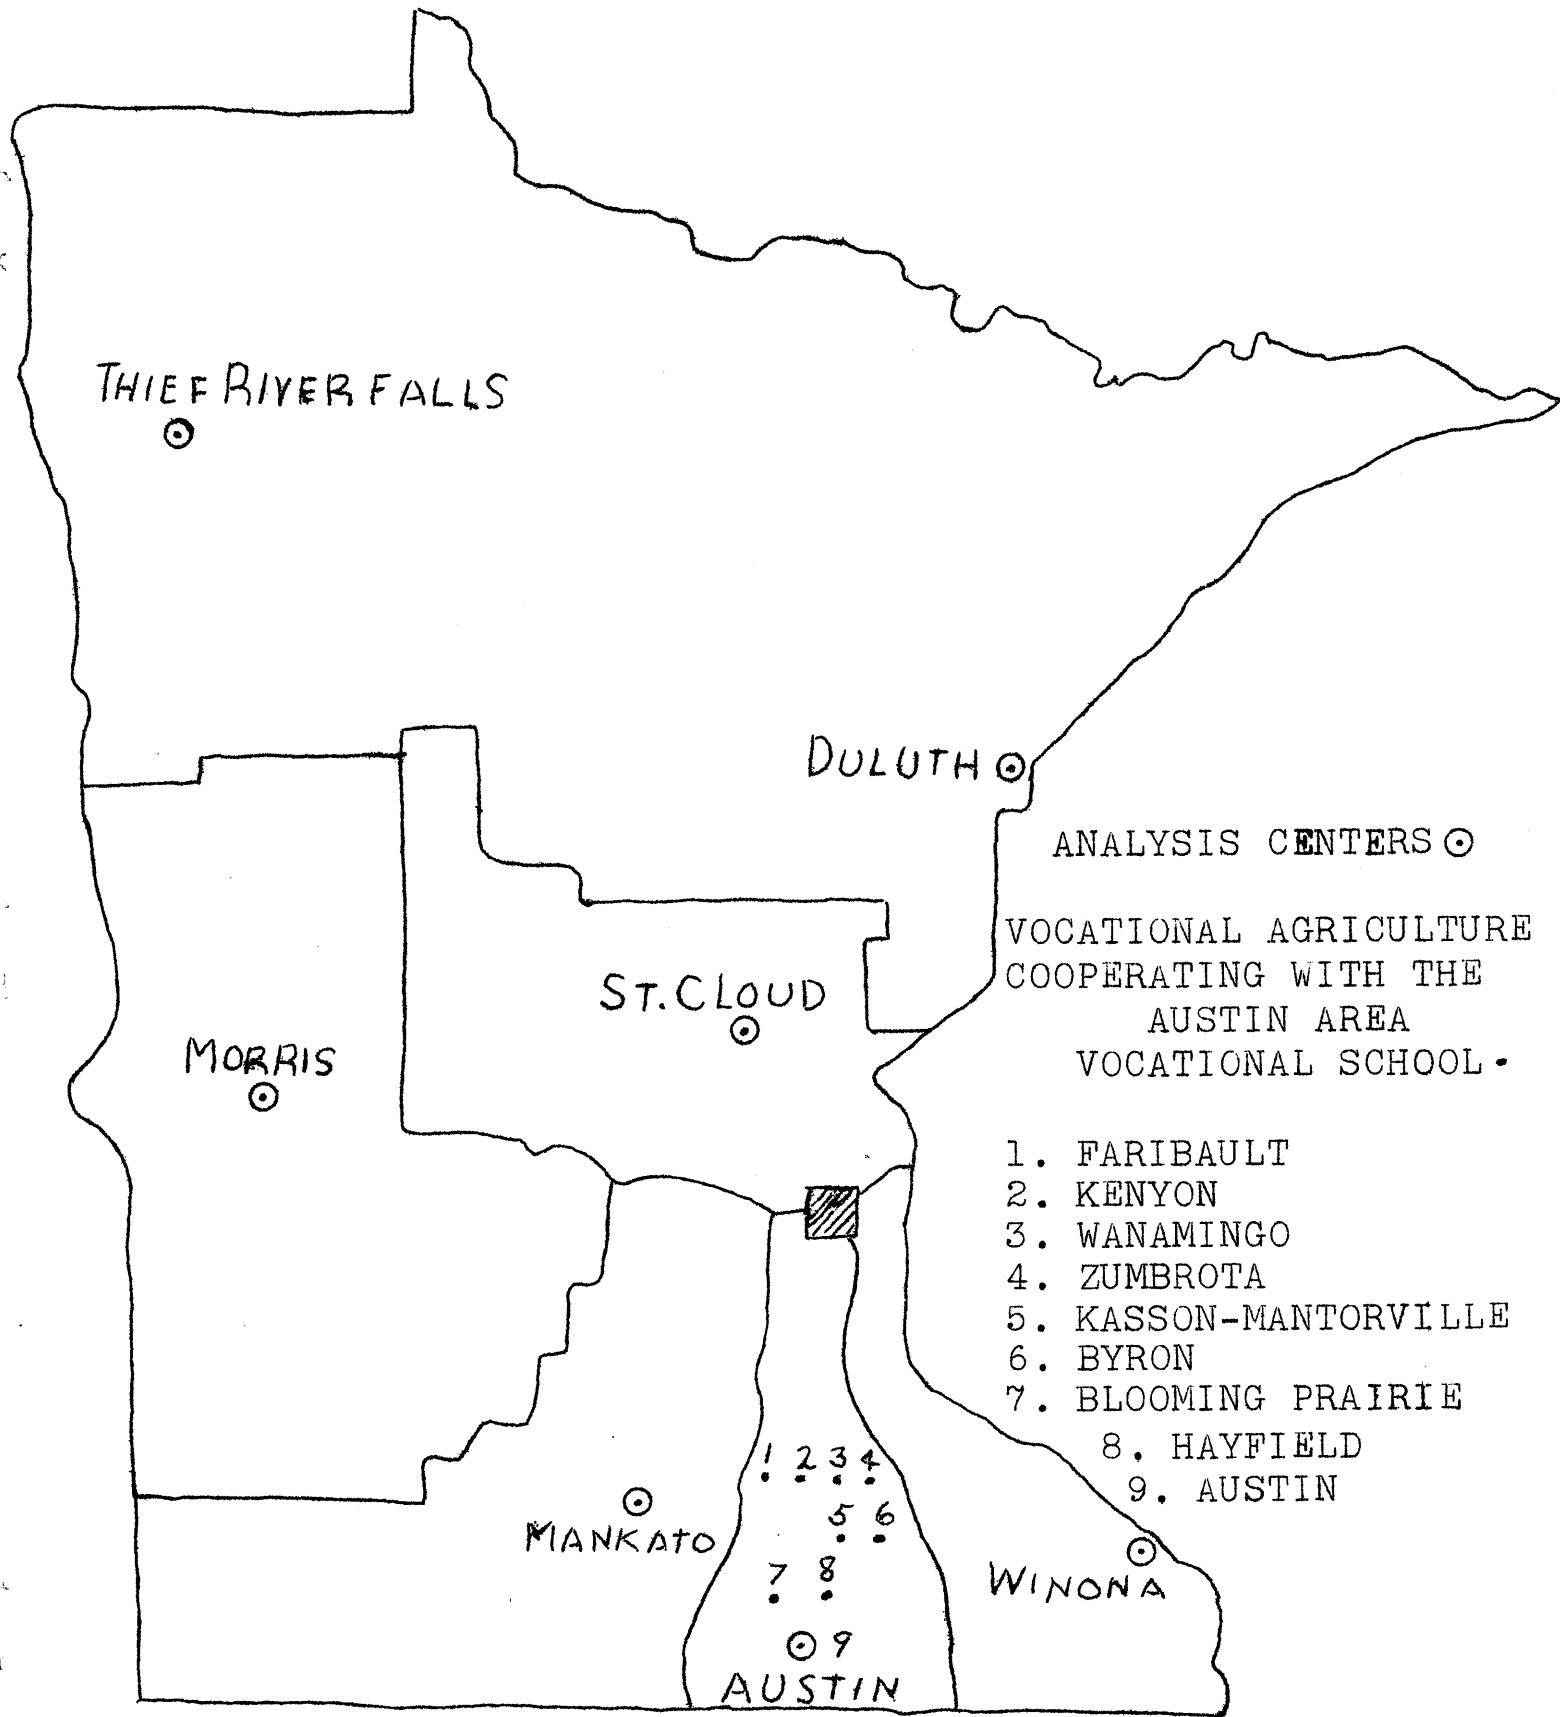 THIEF RIVER FALLS
DULUTH
ANALYSIS CENTERS
VOCATIONAL AGRICULTURE
COOPERATING WITH THE
AUSTIN AREA
VOCATIONAL SCHOOL
ST. CLOUD
MORRIS
1. FARIBAULT
2. KENYON
3. WANAMINGO
4. ZUMBROTA
5. KASSON-MANTORVILLE
6. BYRON
7. BLOOMING PRAIRIE
8. HAYFIELD
9. AUSTIN
1 2 3 4
5 6
MANKATO
7 8
WINONA
9
AUSTIN